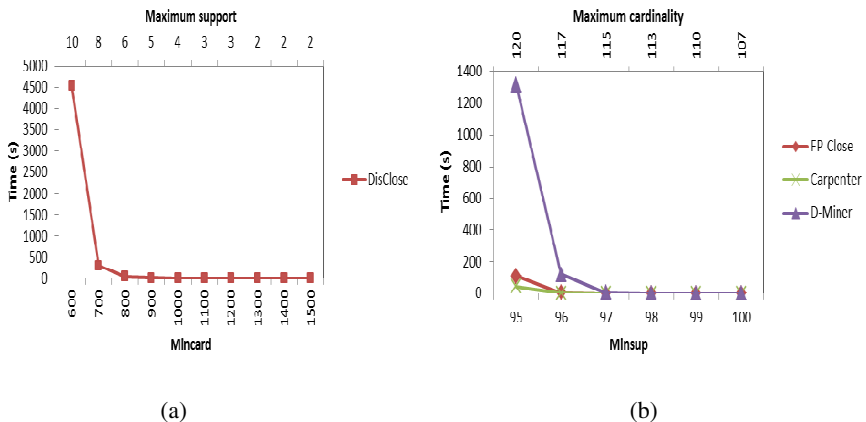 Maximum support
10 8 6 5 4 3 3 2 2 2
5000
4500
4000
3500
3000
2500
2000
1500
1000
500
0
Time (s)
600 700 800 900 1000 1100 1200 1300 1400 1500
Mincard
DisClose
(a)
Maximum cardinality
120 117 115 113 110 107
1400
1200
1000
800
600
400
200
0
Time (s)
95 96 97 98 99 100
Minsup
FP Close
Carpenter
D-Miner
(b)